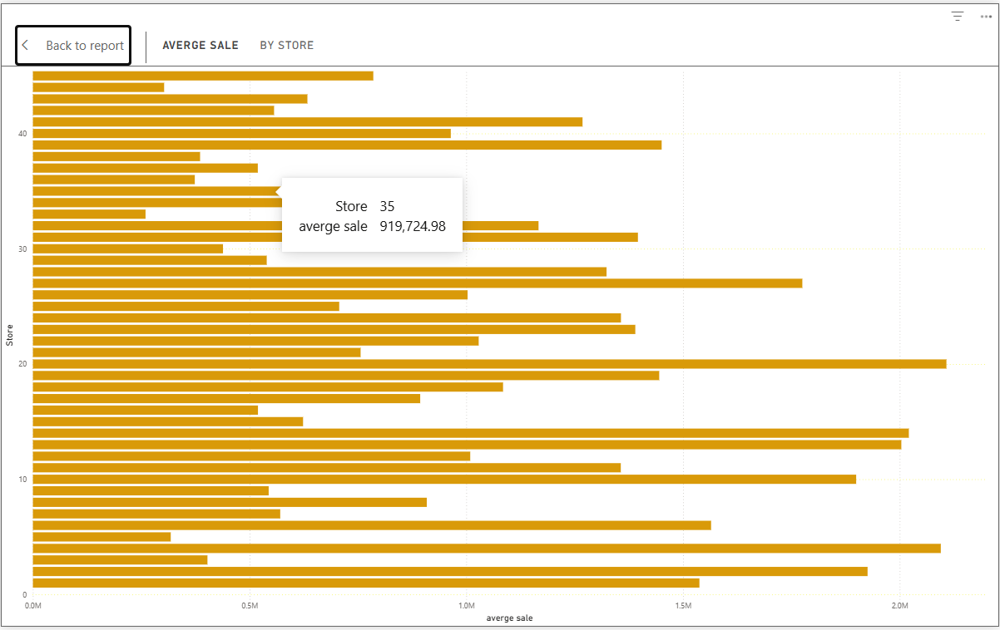 Back to report
AVERGE SALE
BY STORE
40
Store 35
averge sale 919,724.98
30
Store
20
10
0
0.0M 0.5M 1.0M 1.5M 2.0M
averge sale